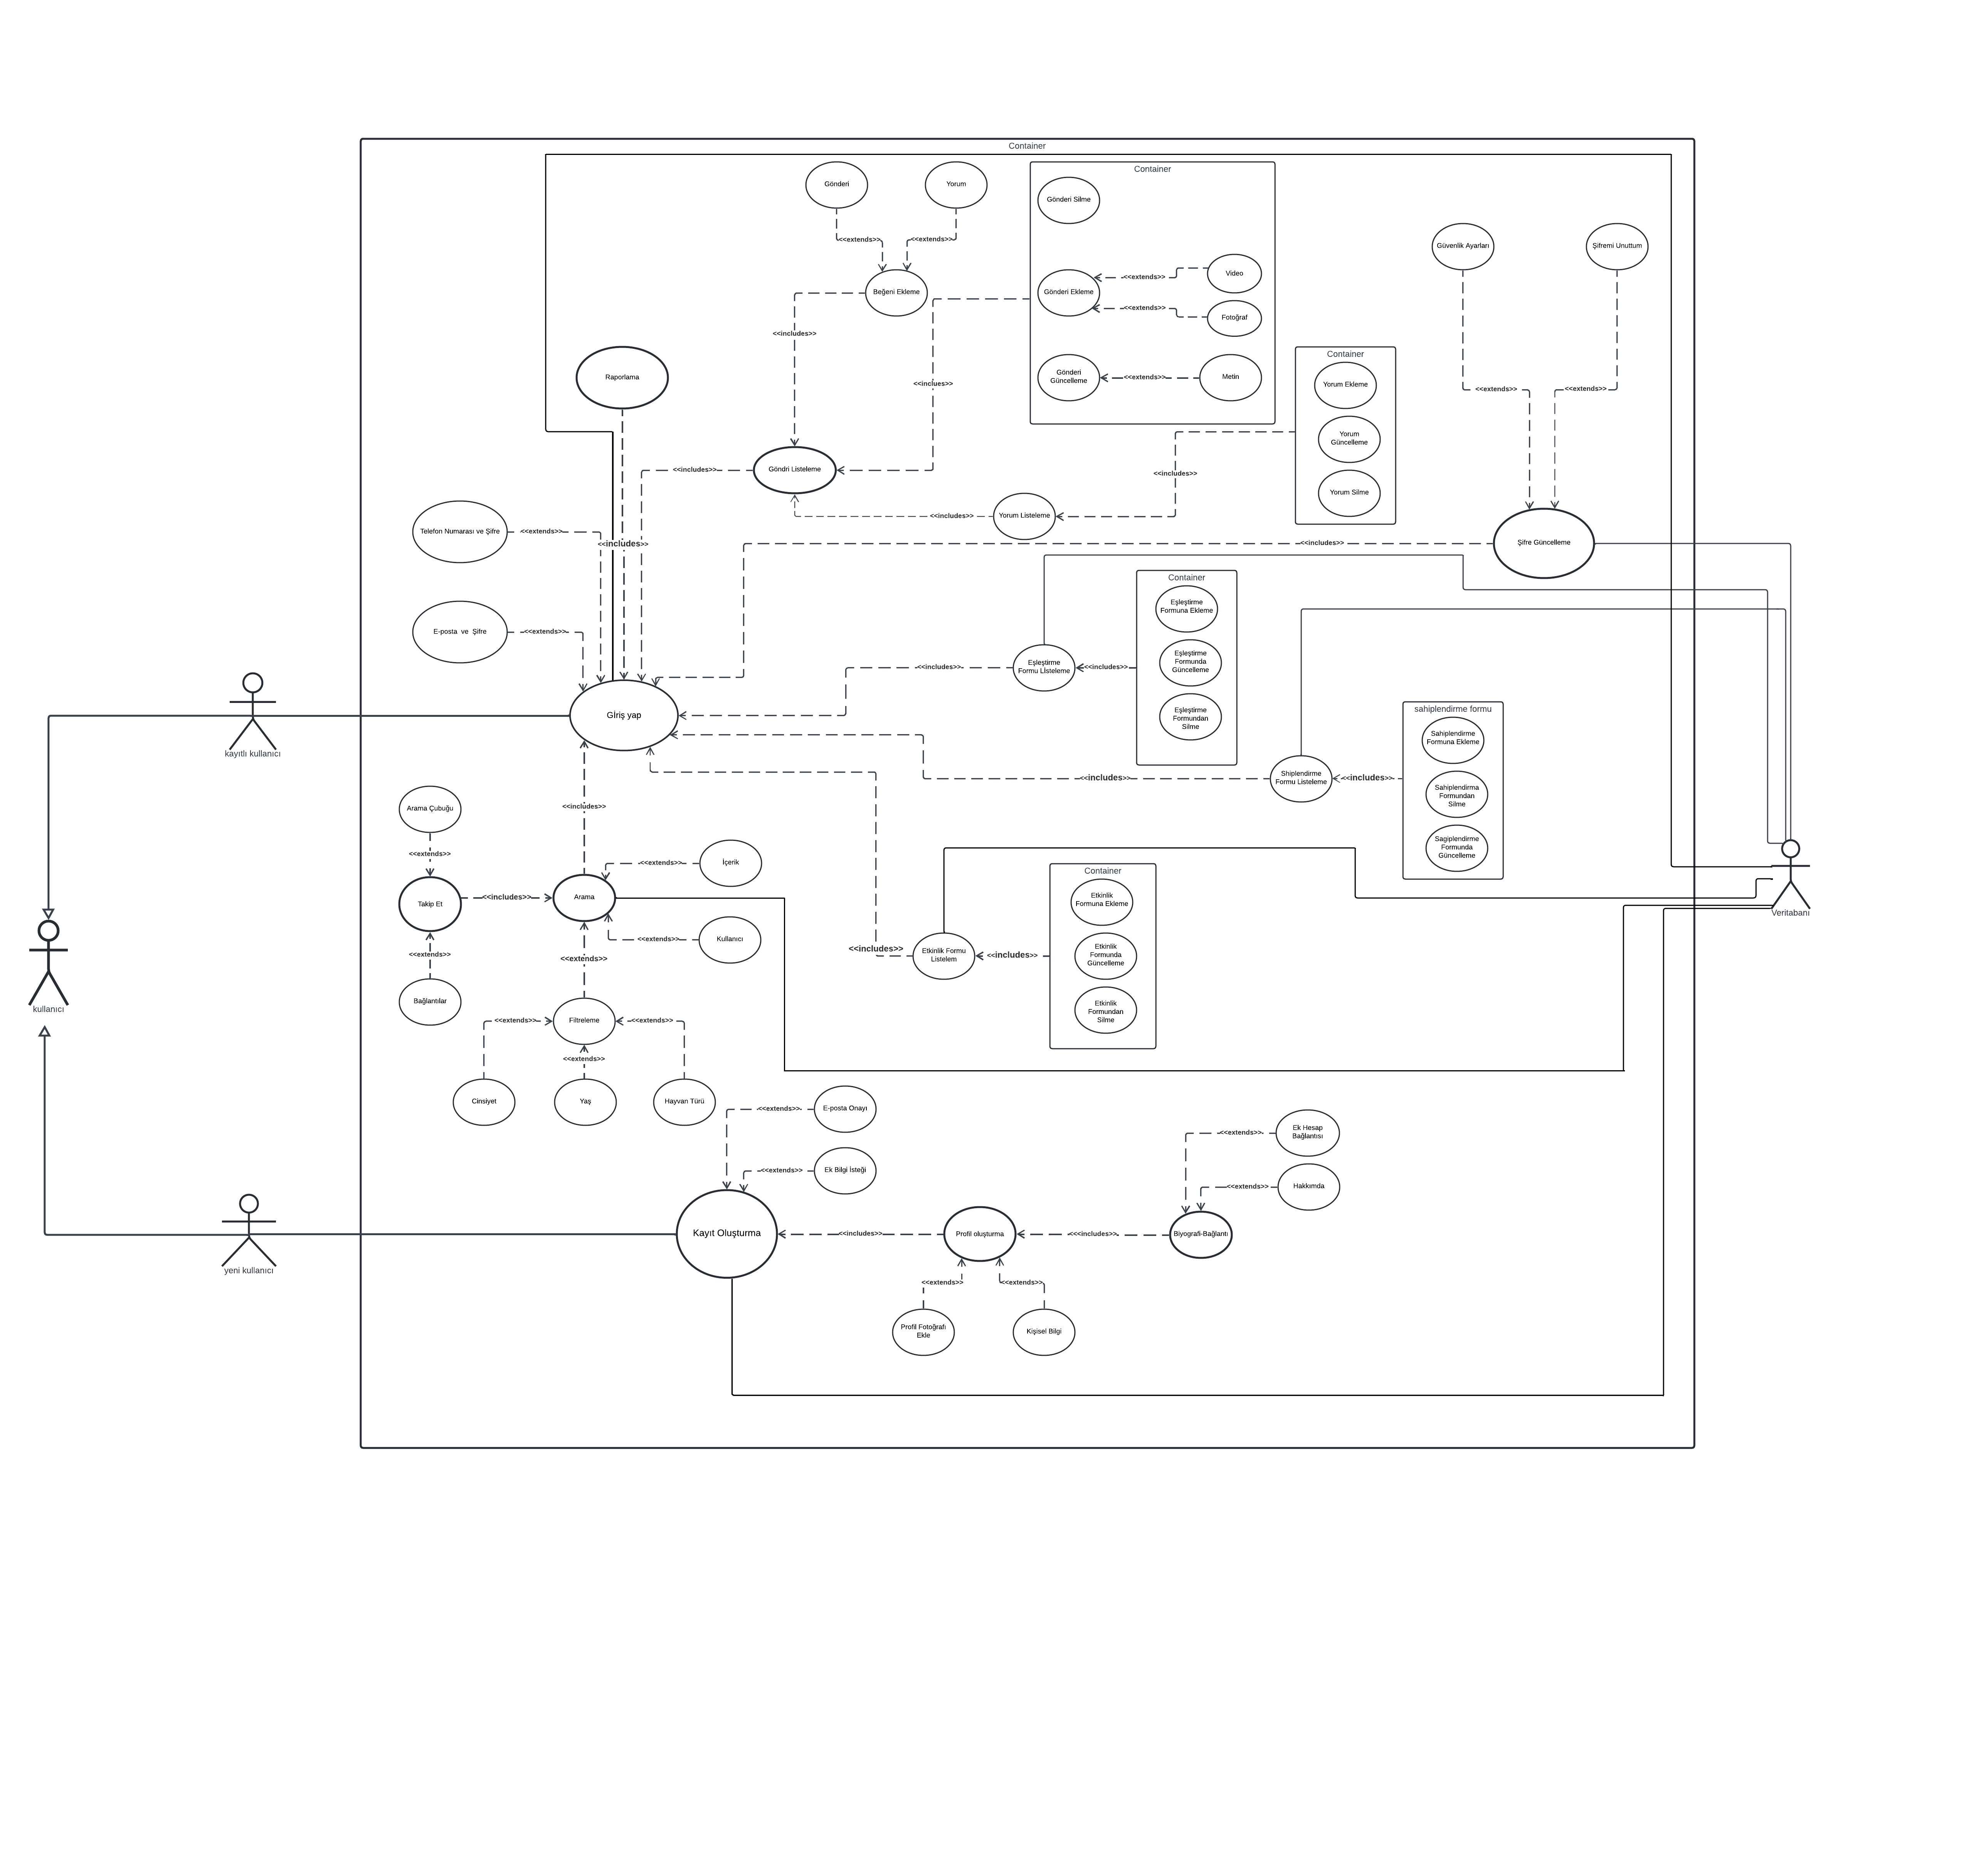 Container
Container
Gönderi
Yorum
Gönderi Silme
<<extends>>
<<extends>>
Güvenlik Ayarları
Şifremi Unuttum
Beğeni Ekleme
Gönderi Ekleme
<<extends>>
Video
<<extends>>
Fotoğraf
<<includes>>
<<inclues>>
Raporlama
Gönderi
Güncelleme
<<extends>>
Metin
Container
Yorum Ekleme
Yorum
Güncelleme
Yorum Silme
<<extends>>
<<extends>>
<<includes>>
Göndri Listeleme
<<includes>>
<<includes>>
Yorum Listeleme
Telefon Numarası ve Şifre
<<extends>>
<<includes>>
<<includes>>
Şifre Güncelleme
Container
Eşleştirme
Formuna Ekleme
Eşleştirme
Formunda
Güncelleme
Eşleştirme
Formundan
Silme
E-posta  ve  Şifre
<<extends>>
<<includes>>
Eşleştirme
Formu LIsteleme
<<includes>>
GIriş yap
kayıtlı kullanıcı
sahiplendirme formu
Sahiplendirme
Formuna Ekleme
Sahiplendirma
Formundan
Silme
Sagiplendirme
Formunda
Güncelleme
<<includes>>
Shiplendirme
Formu Listeleme
<<includes>>
<<includes>>
Arama Çubuğu
<<extends>>
<<extends>>
İçerik
Takip Et
<<includes>>
Arama
Container
Etkinlik
Formuna Ekleme
Etkinlik
Formunda
Güncelleme
Etkinlik
Formundan
Silme
Veritabanı
<<extends>>
Kullanıcı
<<includes>>
Etkinlik Formu
Listelem
<<includes>>
<<extends>>
<<extends>>
Bağlantılar
kullanıcı
<<extends>>
Filtreleme
<<extends>>
<<extends>>
Cinsiyet
Yaş
Hayvan Türü
<<extends>>
E-posta Onayı
<<extends>>
Ek Bilgi İsteği
<<extends>>
Ek Hesap
Bağlantısı
<<extends>>
Hakkımda
Kayıt Oluşturma
<<includes>>
Profil oluşturma
<<<includes>>
Biyografi-Bağlantı
yeni kullanıcı
<<extends>>
<<extends>>
Profil Fotoğrafı
Ekle
Kişisel Bilgi